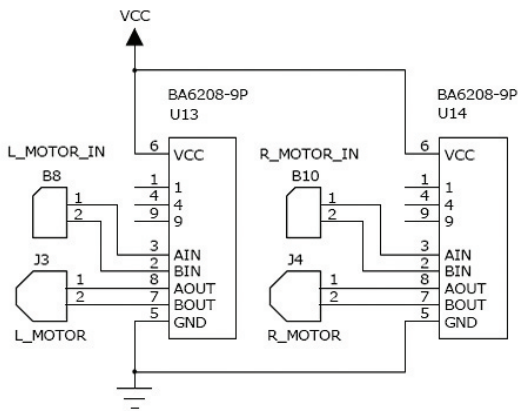 VCC
BA6208-9P
U13
BA6208-9P
U14
L_MOTOR_IN
B8
1
2
6
VCC
1
1
4
4
9
9
3
AIN
2
BIN
8
AOUT
7
BOUT
5
GND
J3
1
2
L_MOTOR
R_MOTOR_IN
B10
1
2
6
VCC
1
1
4
4
9
9
3
AIN
2
BIN
8
AOUT
7
BOUT
5
GND
J4
1
2
R_MOTOR